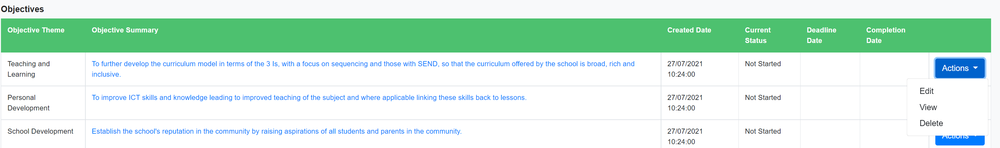 Objectives
Objective Theme
Objective Summary
Created Date
Current
Status
Deadline
Date
Completion
Date
Teaching and
Learning
To further develop the curriculum model in terms of the 3 Is, with a focus on sequencing and those with SEND, so that the curriculum offered by the school is broad, rich and
inclusive.
27/07/2021
10:24:00
Not Started
Actions
Edit
View
Delete
Personal
Development
To improve ICT skills and knowledge leading to improved teaching of the subject and where applicable linking these skills back to lessons.
27/07/2021
10:24:00
Not Started
School Development
Establish the school's reputation in the community by raising aspirations of all students and parents in the community.
27/07/2021
10:24:00
Not Started
Actions